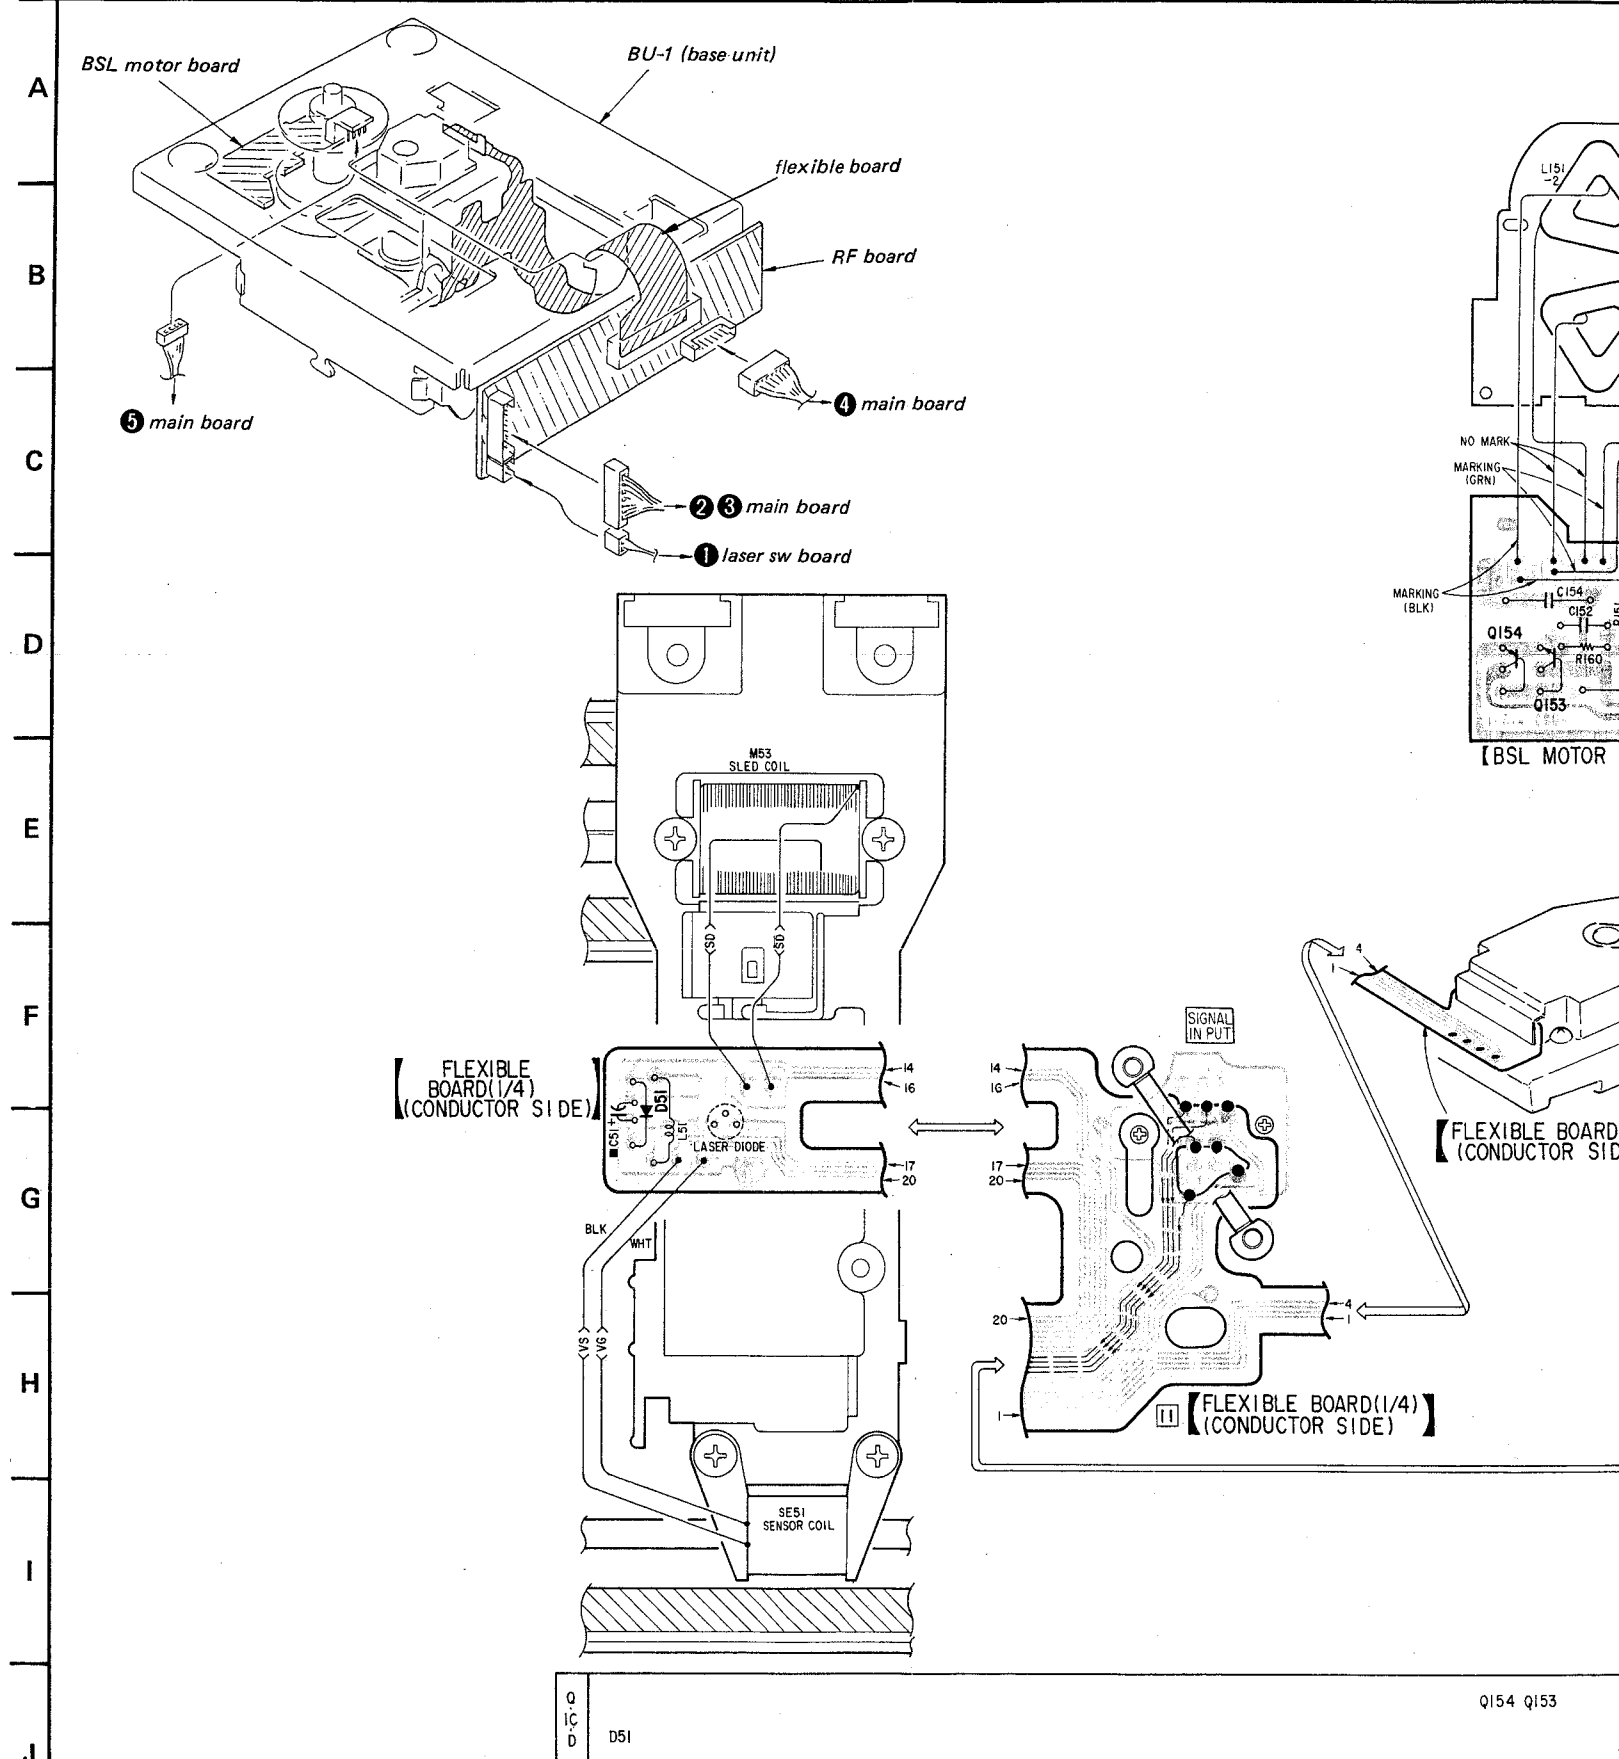 A
B
C
D
E
F
G
H
I
J
BSL motor board
BU-1 (base unit)
flexible board
RF board
❺ main board
❹ main board
❷ ❸ main board
❶ laser sw board
L151
-2
NO MARK
MARKING
(GRN)
MARKING
(BLK)
C154
C152
R151
Q154
R160
Q153
【BSL MOTOR
M53
SLED COIL
SD
SD
【FLEXIBLE
BOARD(1/4)
(CONDUCTOR SIDE)】
C51
D51
L51
LASER DIODE
14
16
17
20
BLK
WHT
VS
VG
SE51
SENSOR COIL
SIGNAL
IN PUT
14
16
17
20
20
1
4
1
4
1
11
【FLEXIBLE BOARD(1/4)
(CONDUCTOR SIDE)】
【FLEXIBLE BOARD
(CONDUCTOR SID
Q·
IC·
D
D51
Q154 Q153